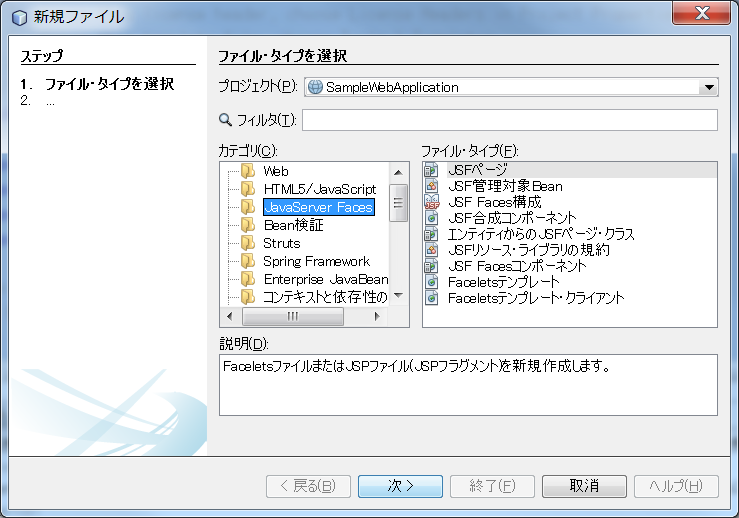 新規ファイル
ステップ
1. ファイル・タイプを選択
2. ...
ファイル・タイプを選択
プロジェクト(P): SampleWebApplication
フィルタ(I):
カテゴリ(C):
Web
HTML5/JavaScript
JavaServer Faces
Bean検証
Struts
Spring Framework
Enterprise JavaBean
コンテキストと依存性の
ファイル・タイプ(F):
JSFページ
JSF管理対象Bean
JSF Faces構成
JSF合成コンポーネント
エンティティからのJSFページ・クラス
JSFリソース・ライブラリの規約
JSF Facesコンポーネント
Faceletsテンプレート
Faceletsテンプレート・クライアント
説明(D):
FaceletsファイルまたはJSPファイル(JSPフラグメント)を新規作成します。
< 戻る(B)
次 >
終了(F)
取消
ヘルプ(H)